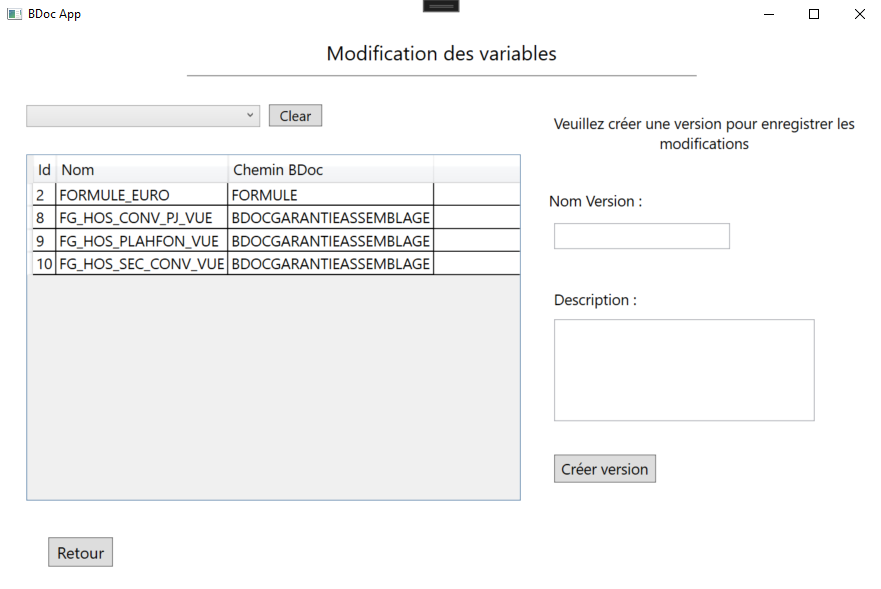 BDoc App
Modification des variables
Clear
Veuillez créer une version pour enregistrer les
modifications
Id Nom Chemin BDoc
2 FORMULE_EURO FORMULE
8 FG_HOS_CONV_PJ_VUE BDOCGARANTIEASSEMBLAGE
9 FG_HOS_PLAHFON_VUE BDOCGARANTIEASSEMBLAGE
10 FG_HOS_SEC_CONV_VUE BDOCGARANTIEASSEMBLAGE
Nom Version :
Description :
Créer version
Retour